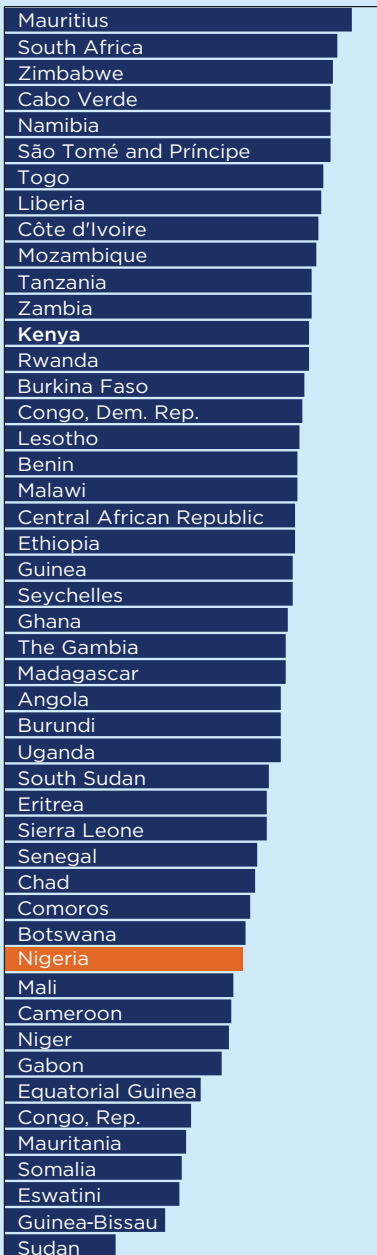 Mauritius
South Africa
Zimbabwe
Cabo Verde
Namibia
São Tomé and Príncipe
Togo
Liberia
Côte d'Ivoire
Mozambique
Tanzania
Zambia
Kenya
Rwanda
Burkina Faso
Congo, Dem. Rep.
Lesotho
Benin
Malawi
Central African Republic
Ethiopia
Guinea
Seychelles
Ghana
The Gambia
Madagascar
Angola
Burundi
Uganda
South Sudan
Eritrea
Sierra Leone
Senegal
Chad
Comoros
Botswana
Nigeria
Mali
Cameroon
Niger
Gabon
Equatorial Guinea
Congo, Rep.
Mauritania
Somalia
Eswatini
Guinea-Bissau
Sudan